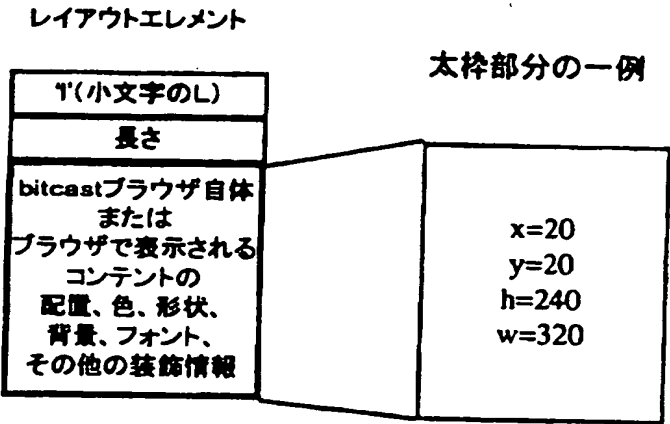 レイアウトエレメント
太枠部分の一例
'l'(小文字のL)
長さ
bitcastブラウザ自体
または
ブラウザで表示される
コンテントの
配置、色、形状、
背景、フォント、
その他の装飾情報
x=20
y=20
h=240
w=320